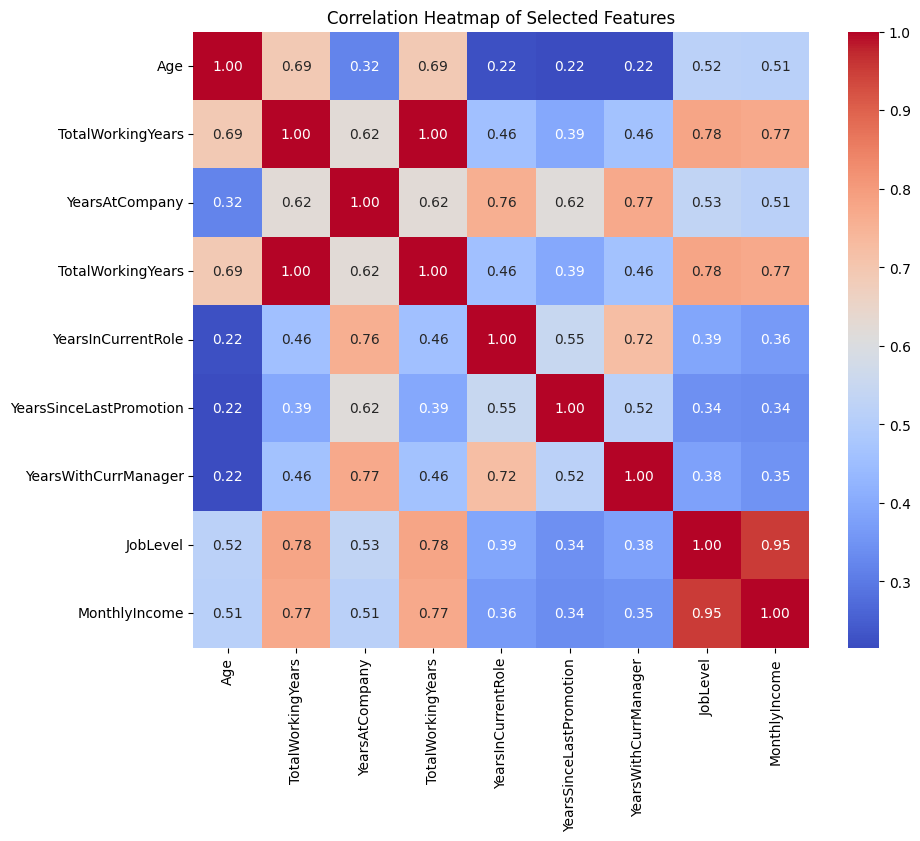 Correlation Heatmap of Selected Features
Age 1.00 0.69 0.32 0.69 0.22 0.22 0.22 0.52 0.51
TotalWorkingYears 0.69 1.00 0.62 1.00 0.46 0.39 0.46 0.78 0.77
YearsAtCompany 0.32 0.62 1.00 0.62 0.76 0.62 0.77 0.53 0.51
TotalWorkingYears 0.69 1.00 0.62 1.00 0.46 0.39 0.46 0.78 0.77
YearsInCurrentRole 0.22 0.46 0.76 0.46 1.00 0.55 0.72 0.39 0.36
YearsSinceLastPromotion 0.22 0.39 0.62 0.39 0.55 1.00 0.52 0.34 0.34
YearsWithCurrManager 0.22 0.46 0.77 0.46 0.72 0.52 1.00 0.38 0.35
JobLevel 0.52 0.78 0.53 0.78 0.39 0.34 0.38 1.00 0.95
MonthlyIncome 0.51 0.77 0.51 0.77 0.36 0.34 0.35 0.95 1.00
Age
TotalWorkingYears
YearsAtCompany
TotalWorkingYears
YearsInCurrentRole
YearsSinceLastPromotion
YearsWithCurrManager
JobLevel
MonthlyIncome
1.0
0.9
0.8
0.7
0.6
0.5
0.4
0.3